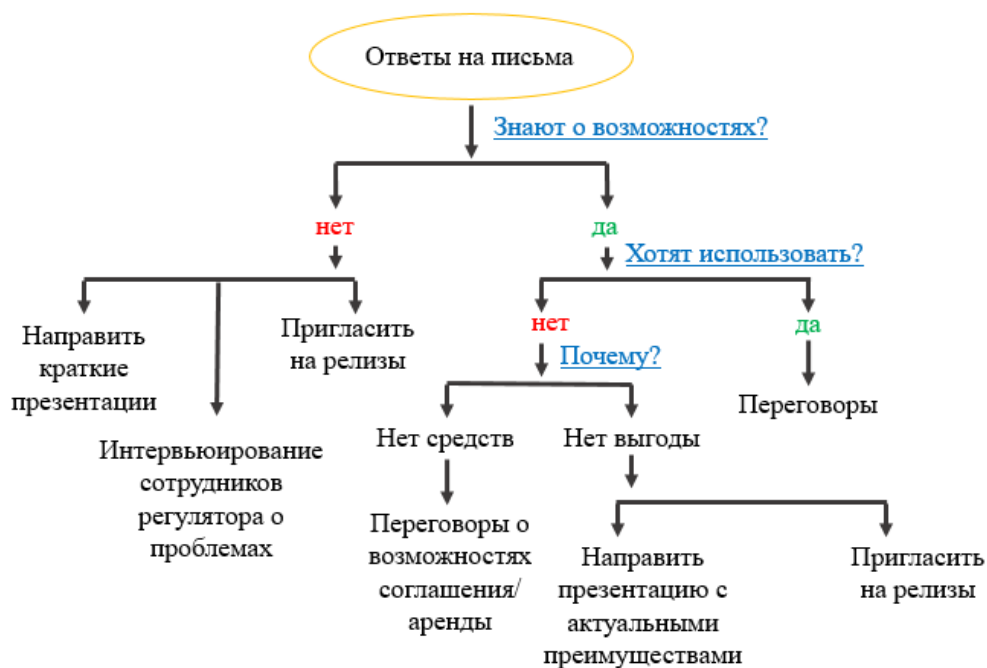 Ответы на письма
Знают о возможностях?
нет
да
Хотят использовать?
Направить
краткие
презентации
Пригласить
на релизы
Интервьюирование
сотрудников
регулятора о
проблемах
нет
да
Почему?
Переговоры
Нет средств
Нет выгоды
Переговоры о
возможностях
соглашения/
аренды
Направить
презентацию с
актуальными
преимуществами
Пригласить
на релизы